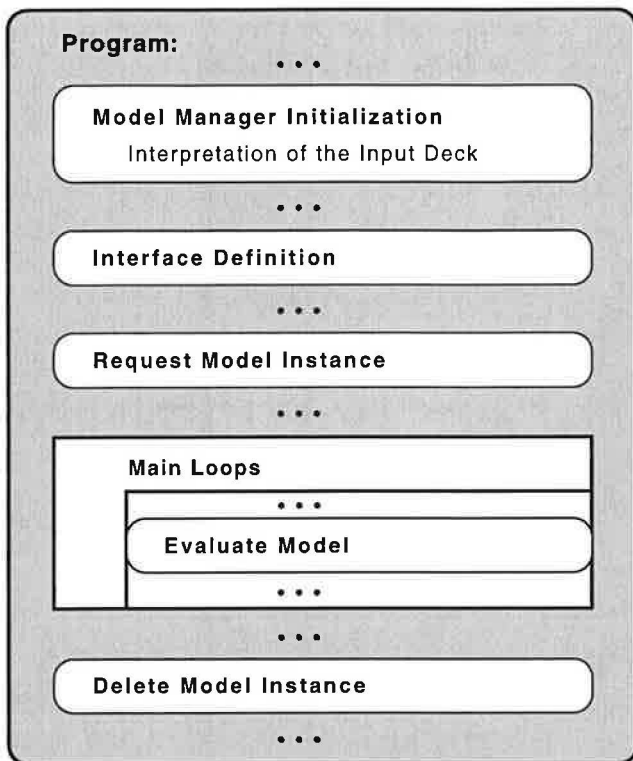 Program:
• • •
Model Manager Initialization
Interpretation of the Input Deck
• • •
Interface Definition
• • •
Request Model Instance
• • •
Main Loops
• • •
Evaluate Model
• • •
• • •
Delete Model Instance
• • •